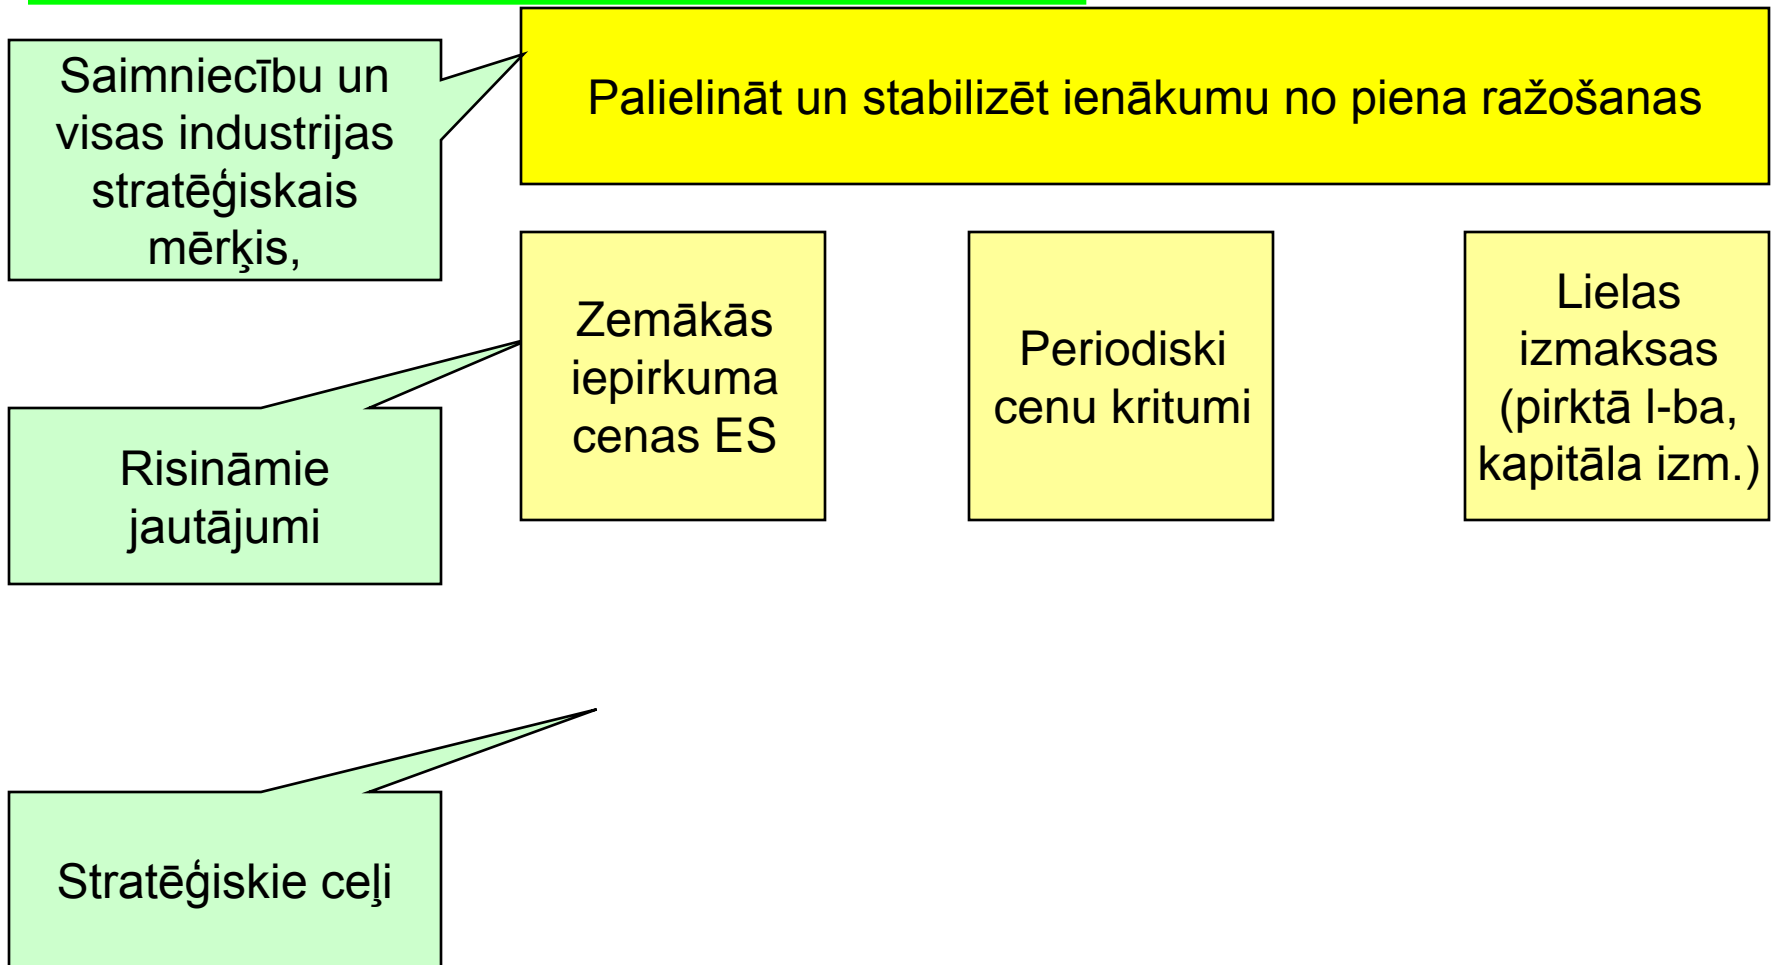 Saimniecību un
visas industrijas
stratēģiskais
mērķis,
Palielināt un stabilizēt ienākumu no piena ražošanas
Risināmie
jautājumi
Zemākās
iepirkuma
cenas ES
Periodiski
cenu kritumi
Lielas
izmaksas
(pirktā l-ba,
kapitāla izm.)
Stratēģiskie ceļi